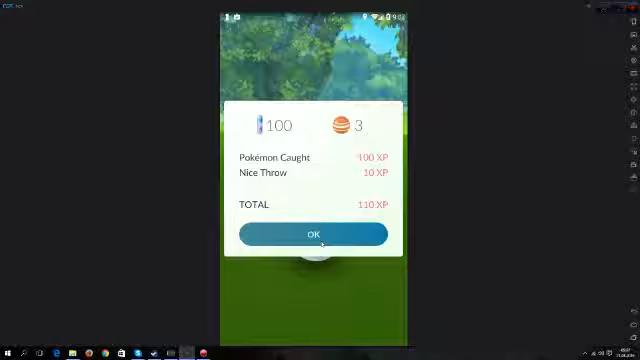 100
3
Pokémon Caught 100 XP
Nice Throw 10 XP
TOTAL 110 XP
OK